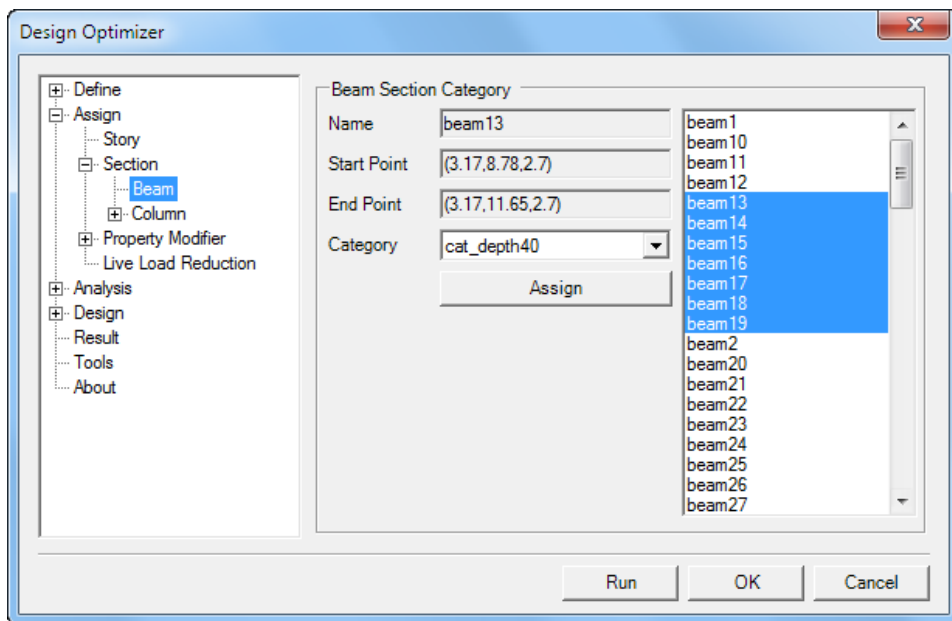 Design Optimizer
Define
Assign
Story
Section
Beam
Column
Property Modifier
Live Load Reduction
Analysis
Design
Result
Tools
About
Beam Section Category
Name beam13
Start Point (3.17,8.78,2.7)
End Point (3.17,11.65,2.7)
Category cat_depth40
Assign
beam1
beam10
beam11
beam12
beam13
beam14
beam15
beam16
beam17
beam18
beam19
beam2
beam20
beam21
beam22
beam23
beam24
beam25
beam26
beam27
Run OK Cancel